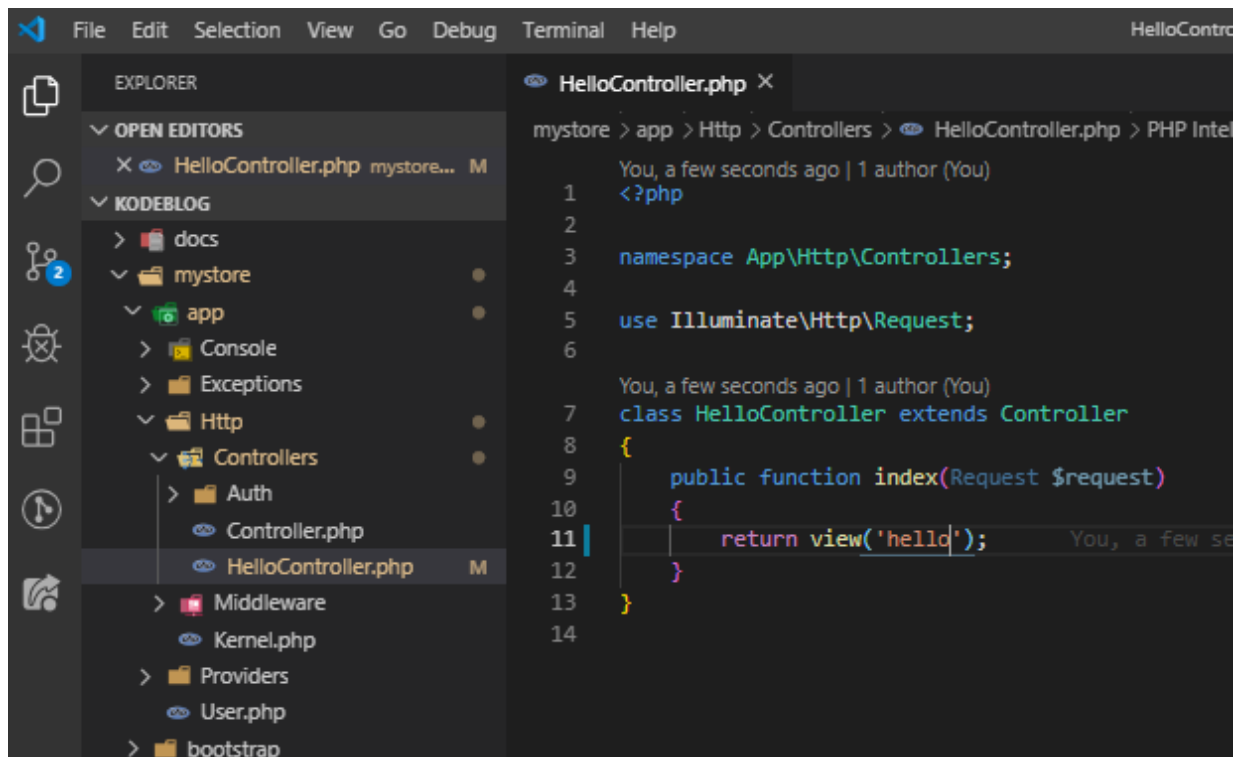 File Edit Selection View Go Debug Terminal Help
EXPLORER
OPEN EDITORS
HelloController.php mystore... M
KODEBLOG
docs
mystore
app
Console
Exceptions
Http
Controllers
Auth
Controller.php
HelloController.php M
Middleware
Kernel.php
Providers
User.php
bootstrap
2
HelloController.php
mystore > app > Http > Controllers > HelloController.php > PHP
You, a few seconds ago | 1 author (You)
1 <?php
2
3 namespace App\Http\Controllers;
4
5 use Illuminate\Http\Request;
6
You, a few seconds ago | 1 author (You)
7 class HelloController extends Controller
8 {
9 public function index(Request $request)
10 {
11 return view('hello'); You, a few
12 }
13 }
14